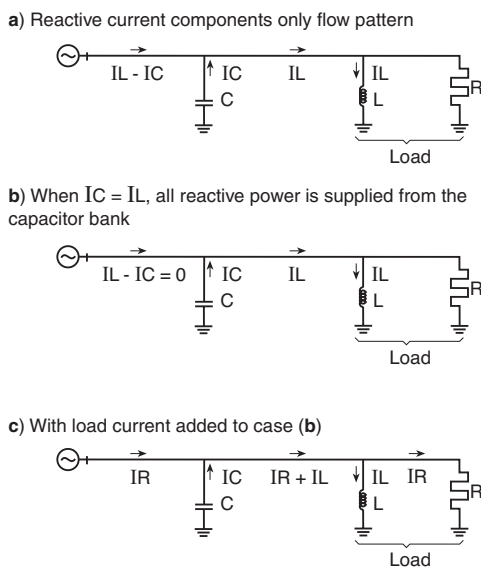 a) Reactive current components only flow pattern
IL - IC
IC
IL
IL
C
L
R
Load
b) When IC = IL, all reactive power is supplied from the
capacitor bank
IL - IC = 0
IC
IL
IL
C
L
R
Load
c) With load current added to case (b)
IR
IC
IR + IL
IL
IR
C
L
R
Load